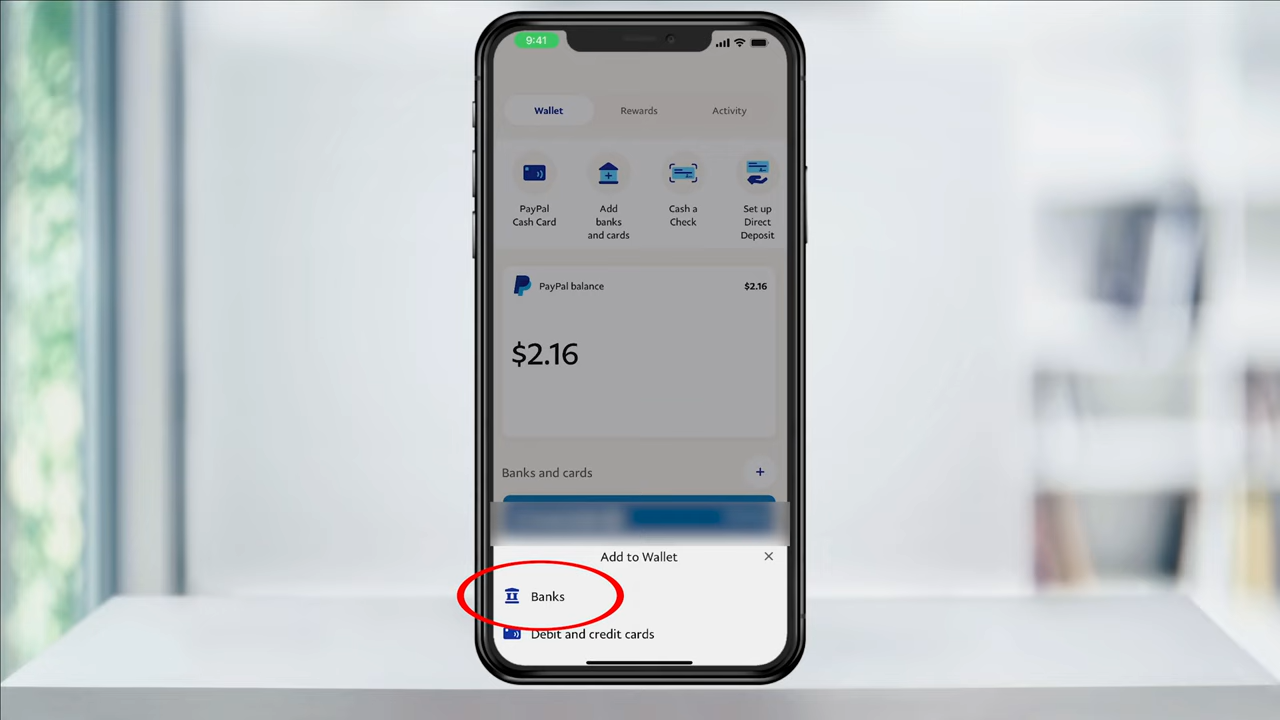 9:41
Wallet
Rewards
Activity
PayPal
Cash Card
Add
banks
and cards
Cash a
Check
Set up
Direct
Deposit
PayPal balance
$2.16
$2.16
Banks and cards
Add to Wallet
Banks
Debit and credit cards